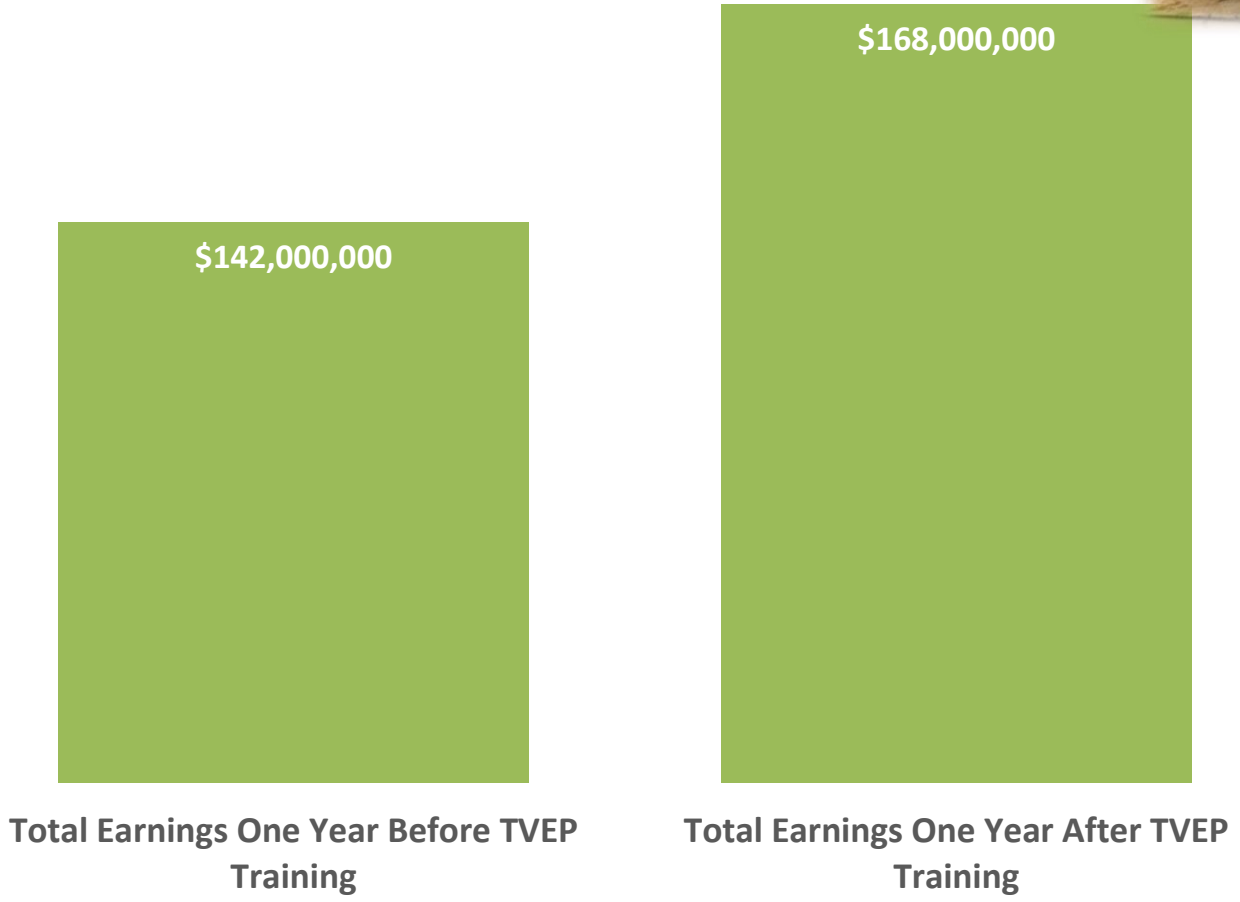 $168,000,000
$142,000,000
Total Earnings One Year Before TVEP
Training
Total Earnings One Year After TVEP
Training